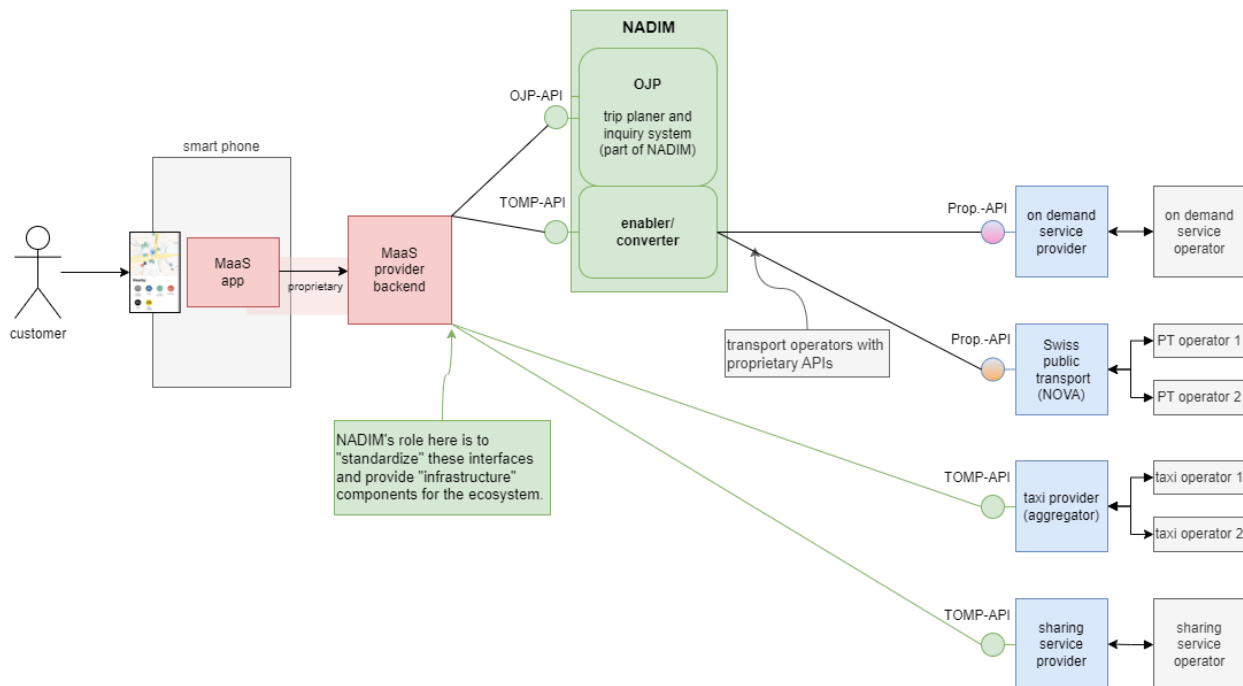 NADIM
OJP
trip planer and
inquiry system
(part of NADIM)
OJP-API
TOMP-API
enabler/
converter
smart phone
MaaS
app
proprietary
MaaS
provider
backend
customer
transport operators with
proprietary APIs
NADIM's role here is to
"standardize" these interfaces
and provide "infrastructure"
components for the ecosystem.
Prop.-API
on demand
service
provider
on demand
service
operator
Prop.-API
Swiss
public
transport
(NOVA)
PT operator 1
PT operator 2
TOMP-API
taxi provider
(aggregator)
taxi operator 1
taxi operator 2
TOMP-API
sharing
service
provider
sharing
service
operator